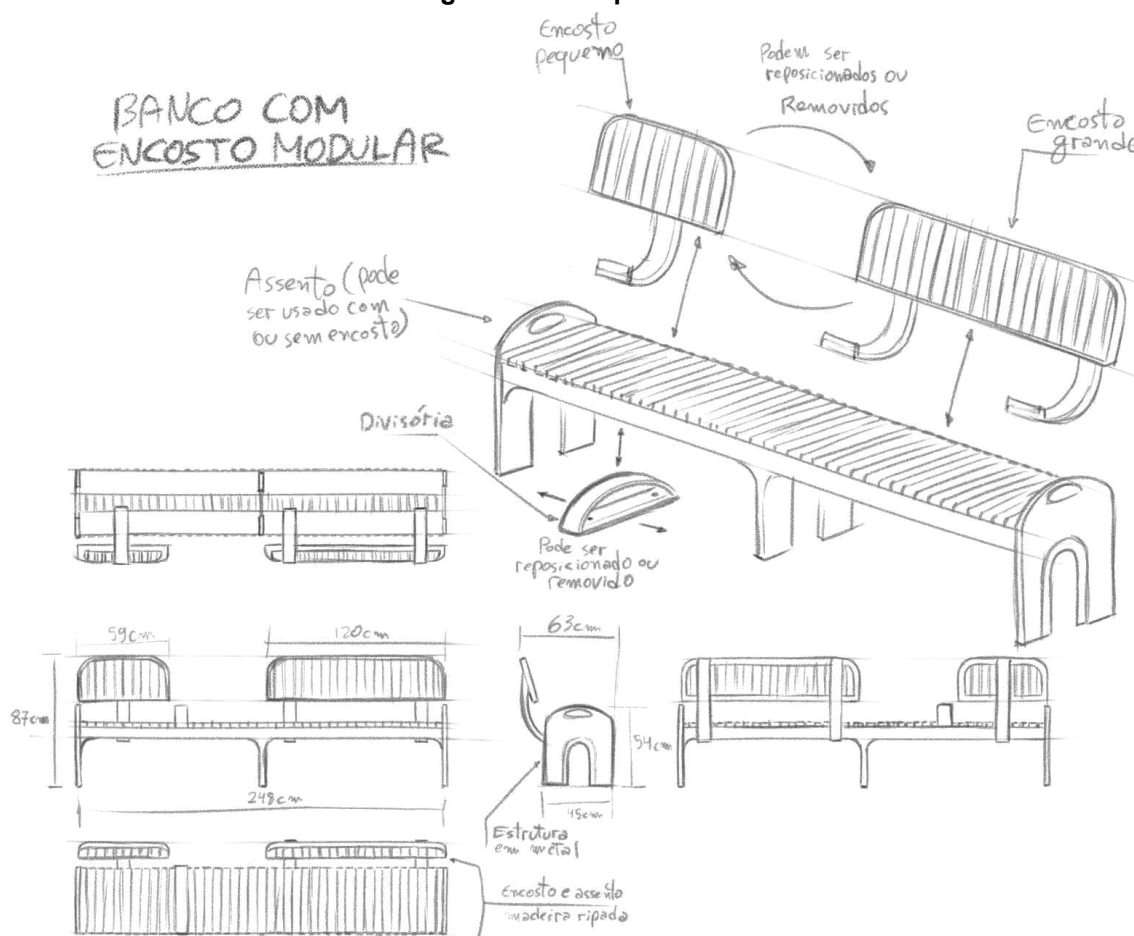 BANCO COM
ENCOSTO MODULAR
Encosto
pequeno
Podem ser
reposicionados ou
Removidos
Encosto
grande
Assento (pode
ser usado com
ou sem encosto)
Divisória
Pode ser
reposicionado ou
removido
59cm
120cm
63cm
87cm
54cm
248cm
45cm
Estrutura
em metal
Encosto e assento
madeira ripada